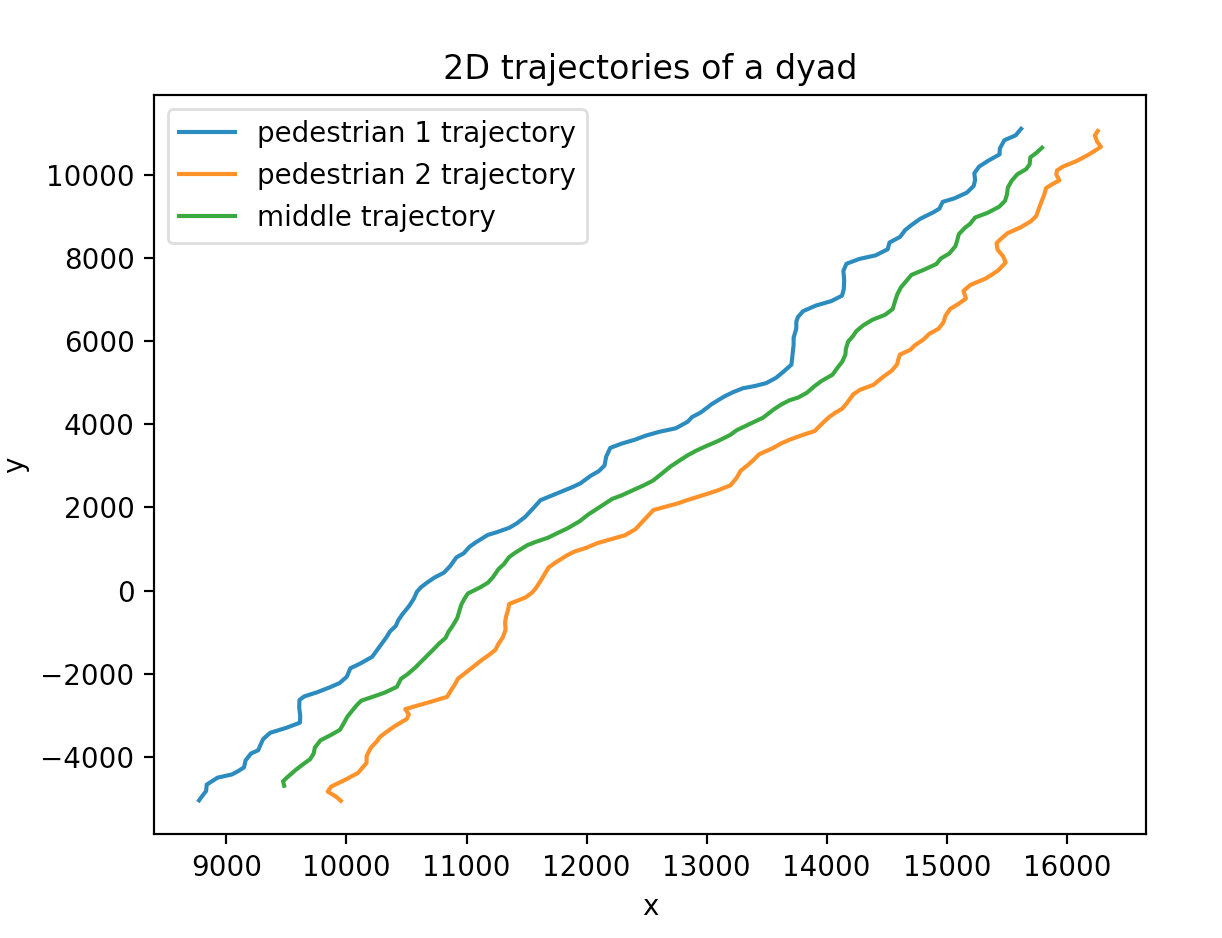 2D trajectories of a dyad
pedestrian 1 trajectory
pedestrian 2 trajectory
middle trajectory
10000
8000
6000
4000
2000
0
−2000
−4000
y
9000 10000 11000 12000 13000 14000 15000 16000
x